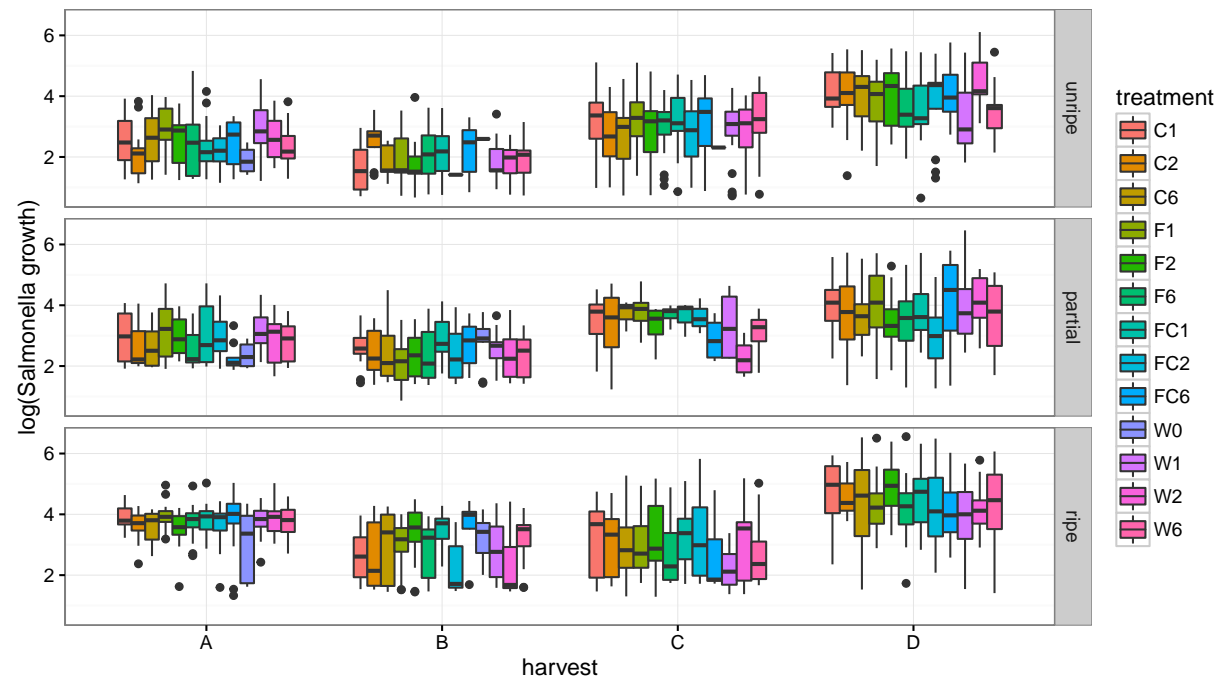 log(Salmonella growth)
6
4
2
unripe
6
4
2
partial
6
4
2
ripe
A
B
C
D
harvest
treatment
C1
C2
C6
F1
F2
F6
FC1
FC2
FC6
W0
W1
W2
W6